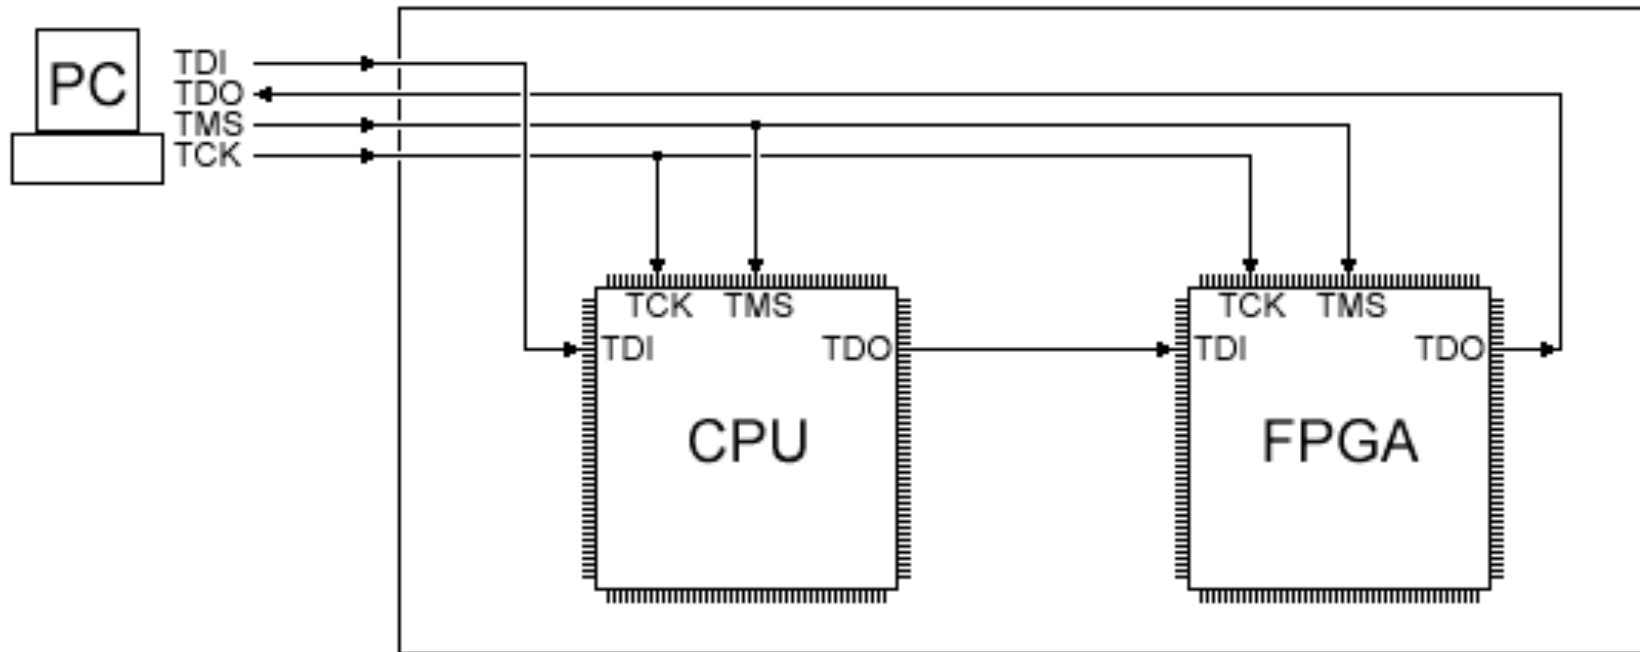 PC
TDI
TDO
TMS
TCK
TCK TMS
TDI TDO
CPU
TCK TMS
TDI TDO
FPGA